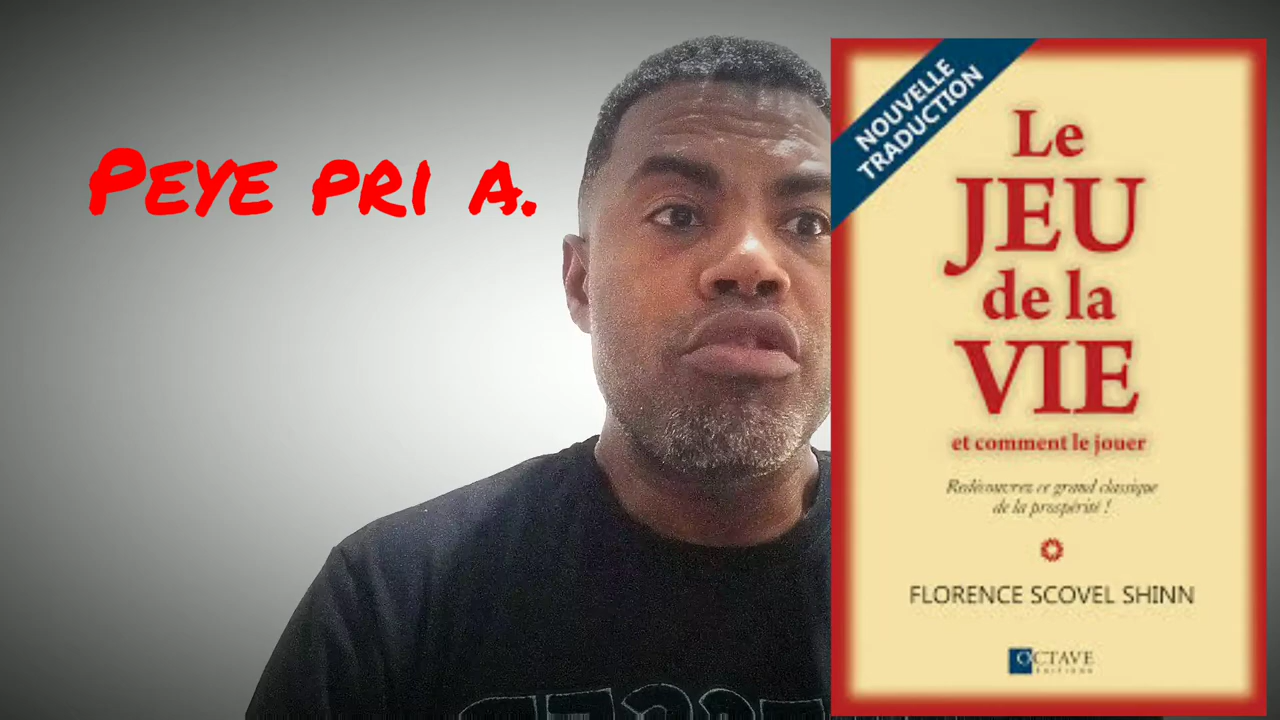 Peye pri a.
NOUVELLE
TRADUCTION
Le
JEU
de la
VIE
et comment le jouer
Redécouvrez ce grand classique
de la prospérité !
FLORENCE SCOVEL SHINN
OCTAVE
ÉDITIONS